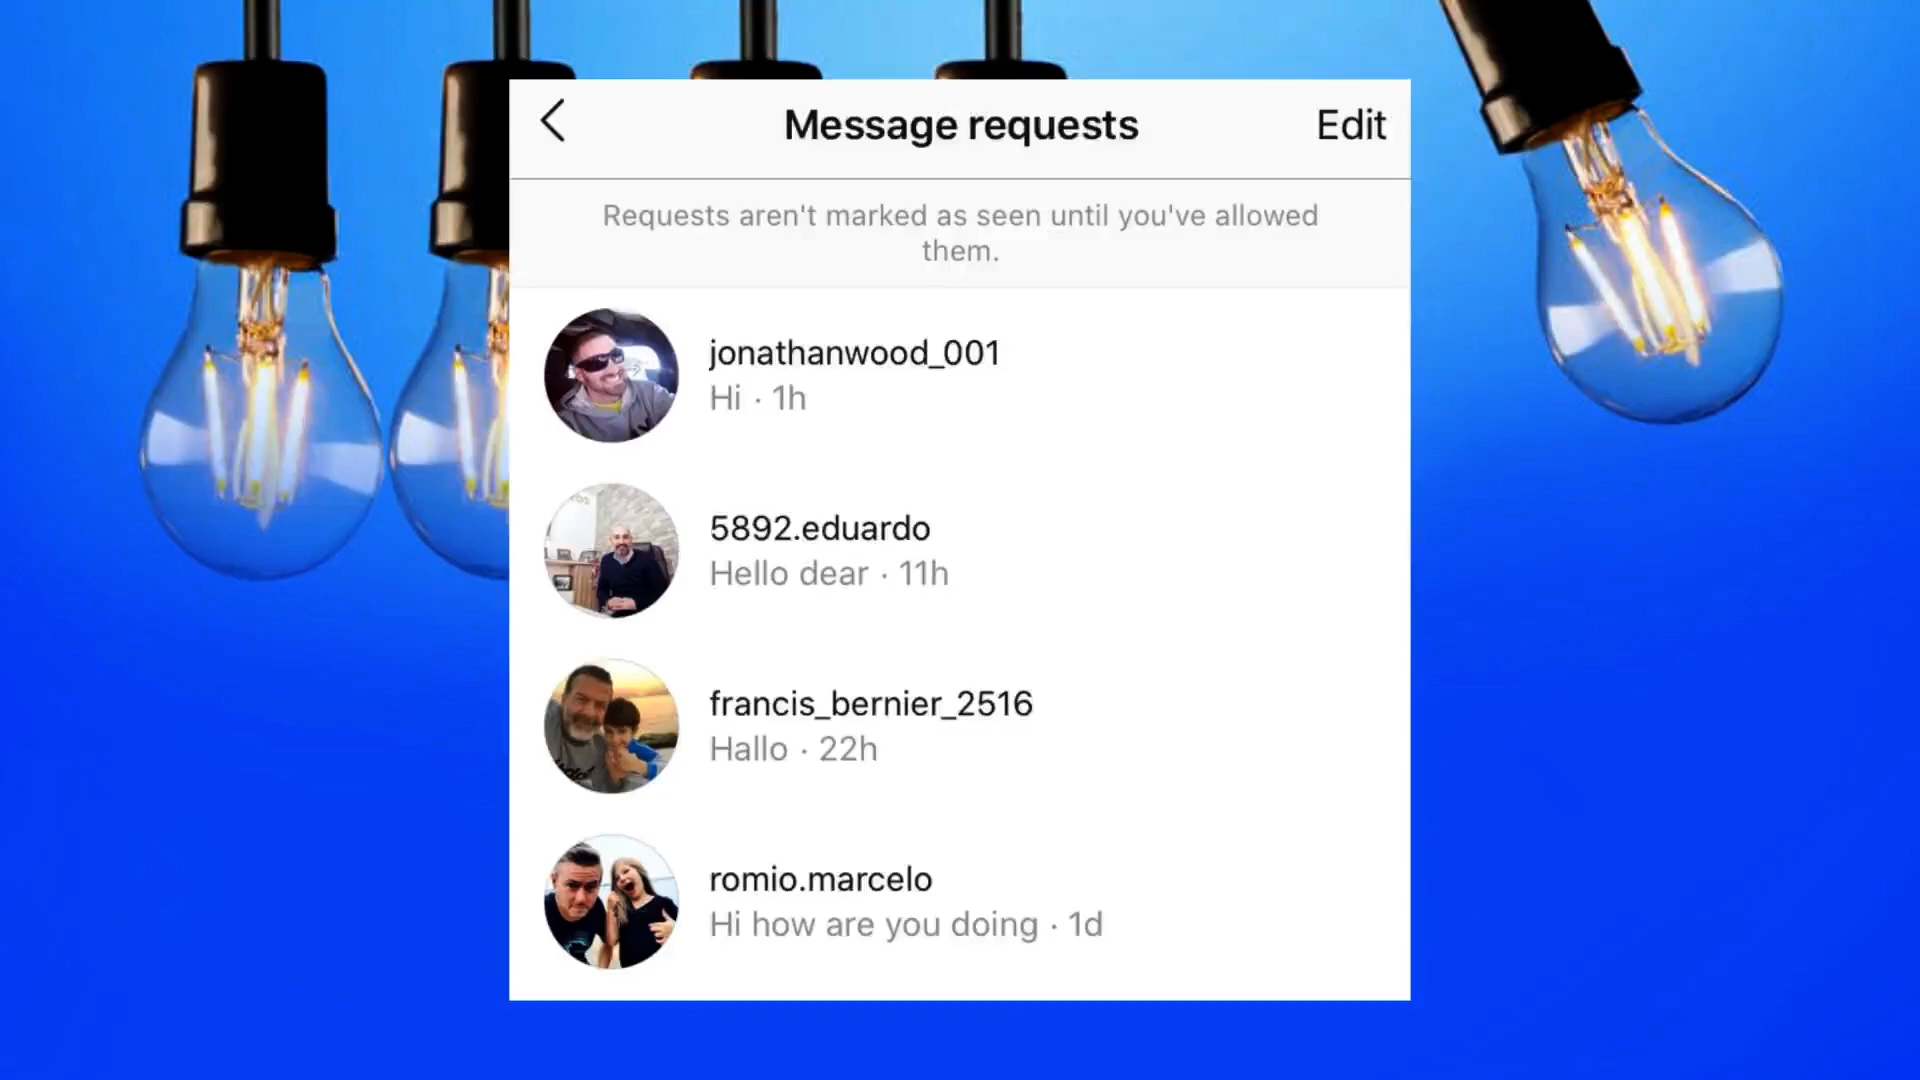 Message requests
Edit
Requests aren't marked as seen until you've allowed
them.
jonathanwood_001
Hi · 1h
5892.eduardo
Hello dear · 11h
francis_bernier_2516
Hallo · 22h
romio.marcelo
Hi how are you doing · 1d